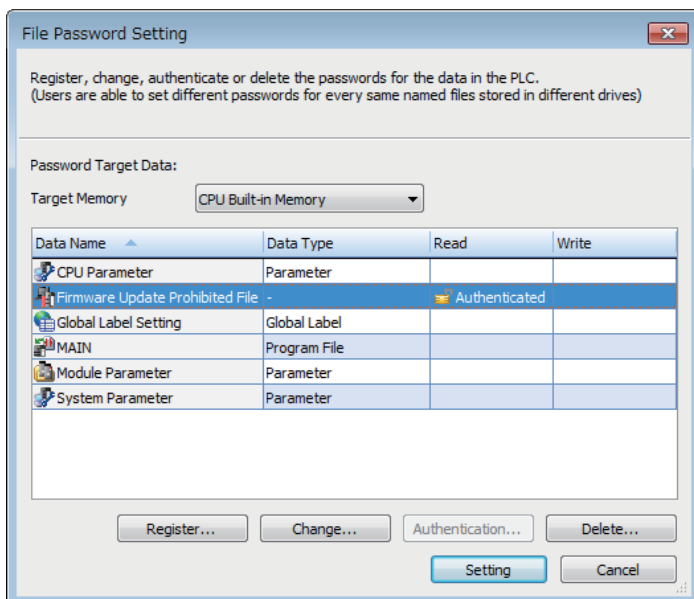 File Password Setting
Register, change, authenticate or delete the passwords for the data in the PLC.
(Users are able to set different passwords for every same named files stored in different drives)
Password Target Data:
Target Memory CPU Built-in Memory
Data Name Data Type Read Write
CPU Parameter Parameter
Firmware Update Prohibited File - Authenticated
Global Label Setting Global Label
MAIN Program File
Module Parameter Parameter
System Parameter Parameter
Register... Change... Authentication... Delete...
Setting Cancel